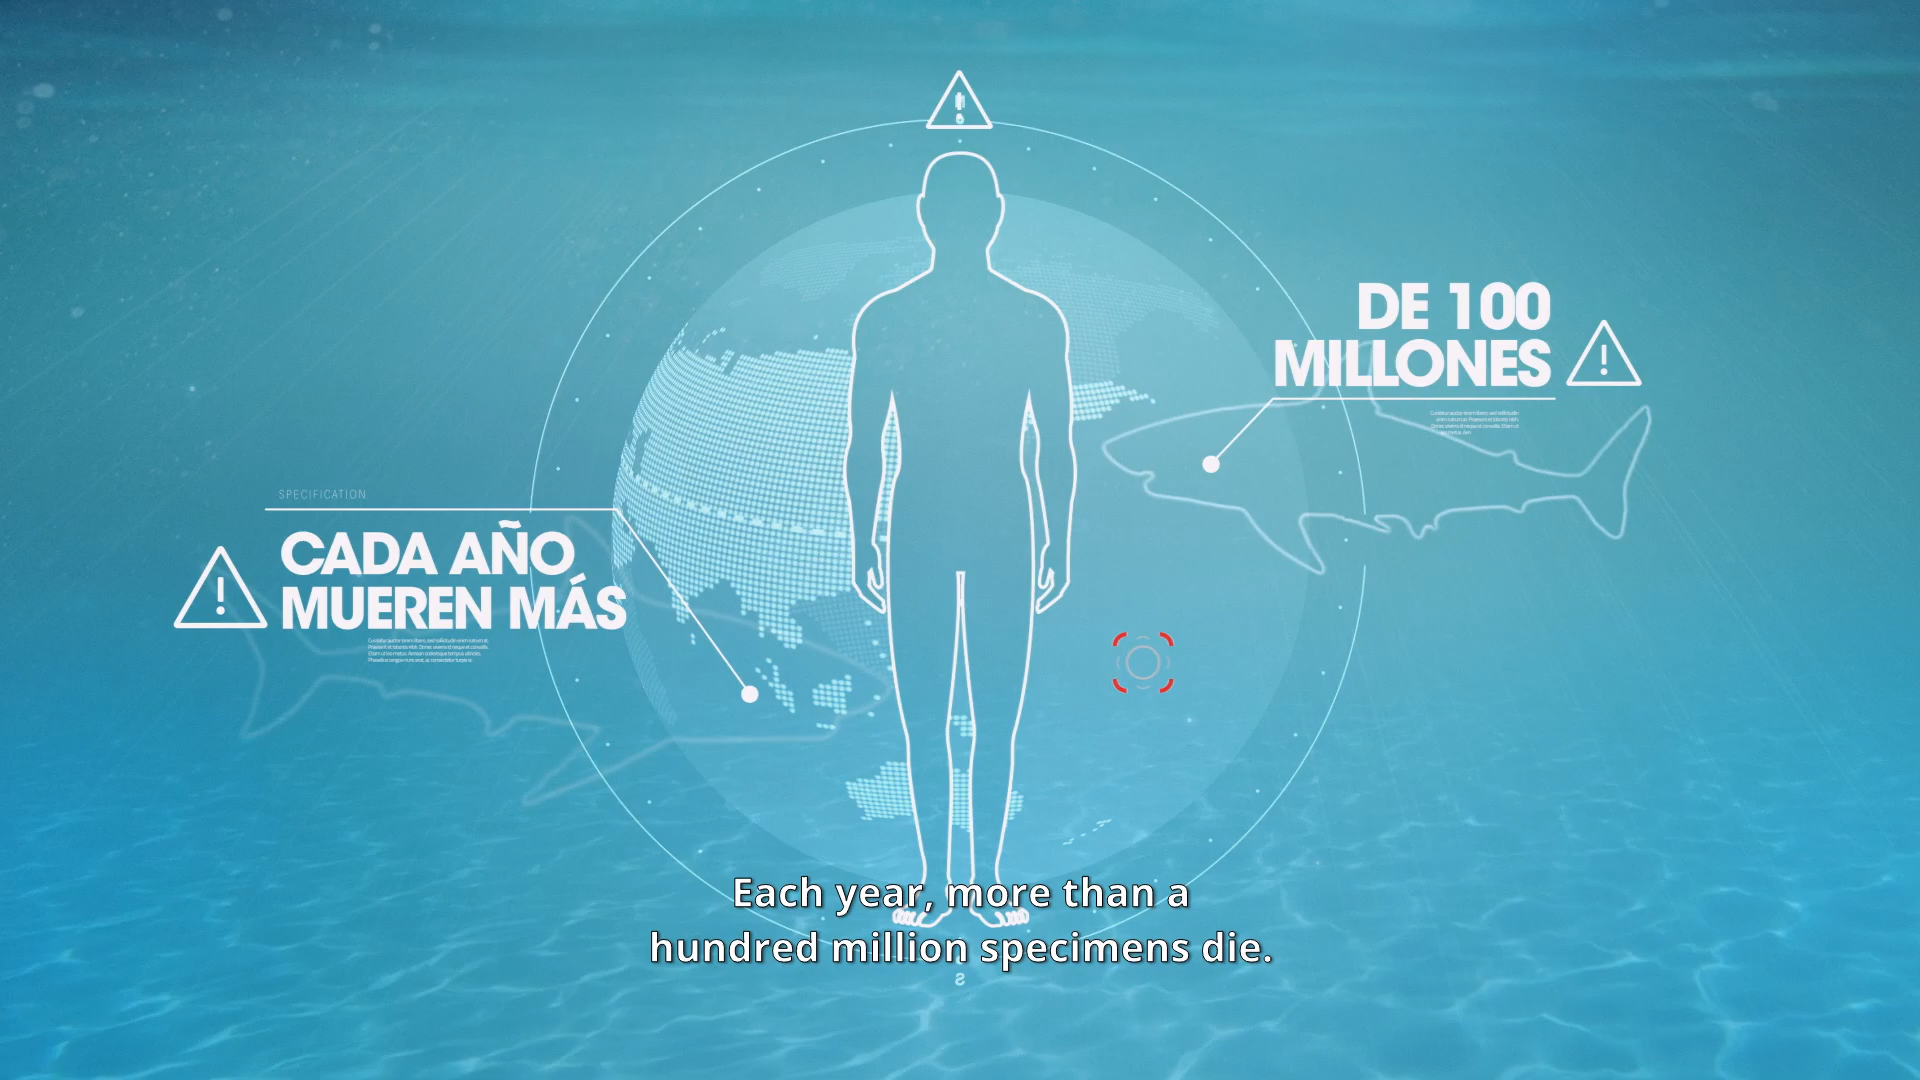 SPECIFICATION
CADA AÑO
MUEREN MÁS
DE 100
MILLONES
Each year, more than a
hundred million specimens die.